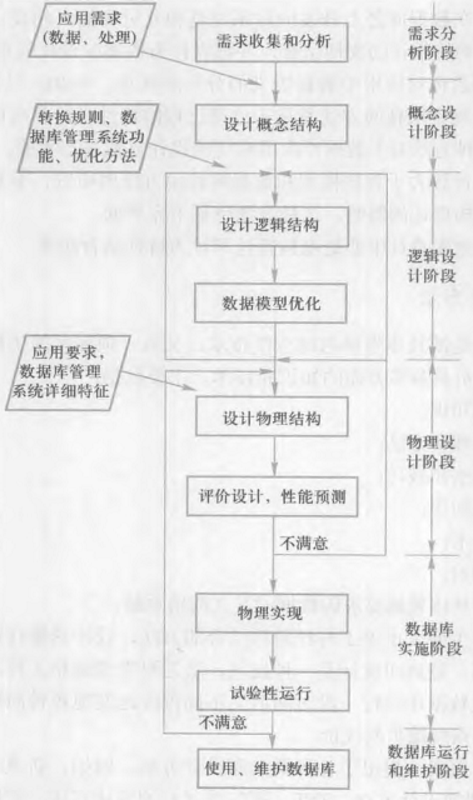 应用需求
(数据、处理)
需求收集和分析
需求分
析阶段
转换规则、数
据库管理系统功
能、优化方法
设计概念结构
概念设
计阶段
设计逻辑结构
逻辑设
计阶段
数据模型优化
应用要求,
数据库管理
系统详细特征
设计物理结构
物理设
计阶段
评价设计，性能预测
不满意
物理实现
数据库
实施阶段
试验性运行
不满意
使用、维护数据库
数据库运行
和维护阶段